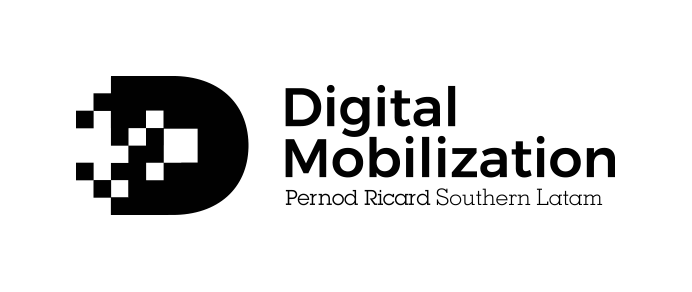 Digital
Mobilization
Pernod Ricard Southern Latam